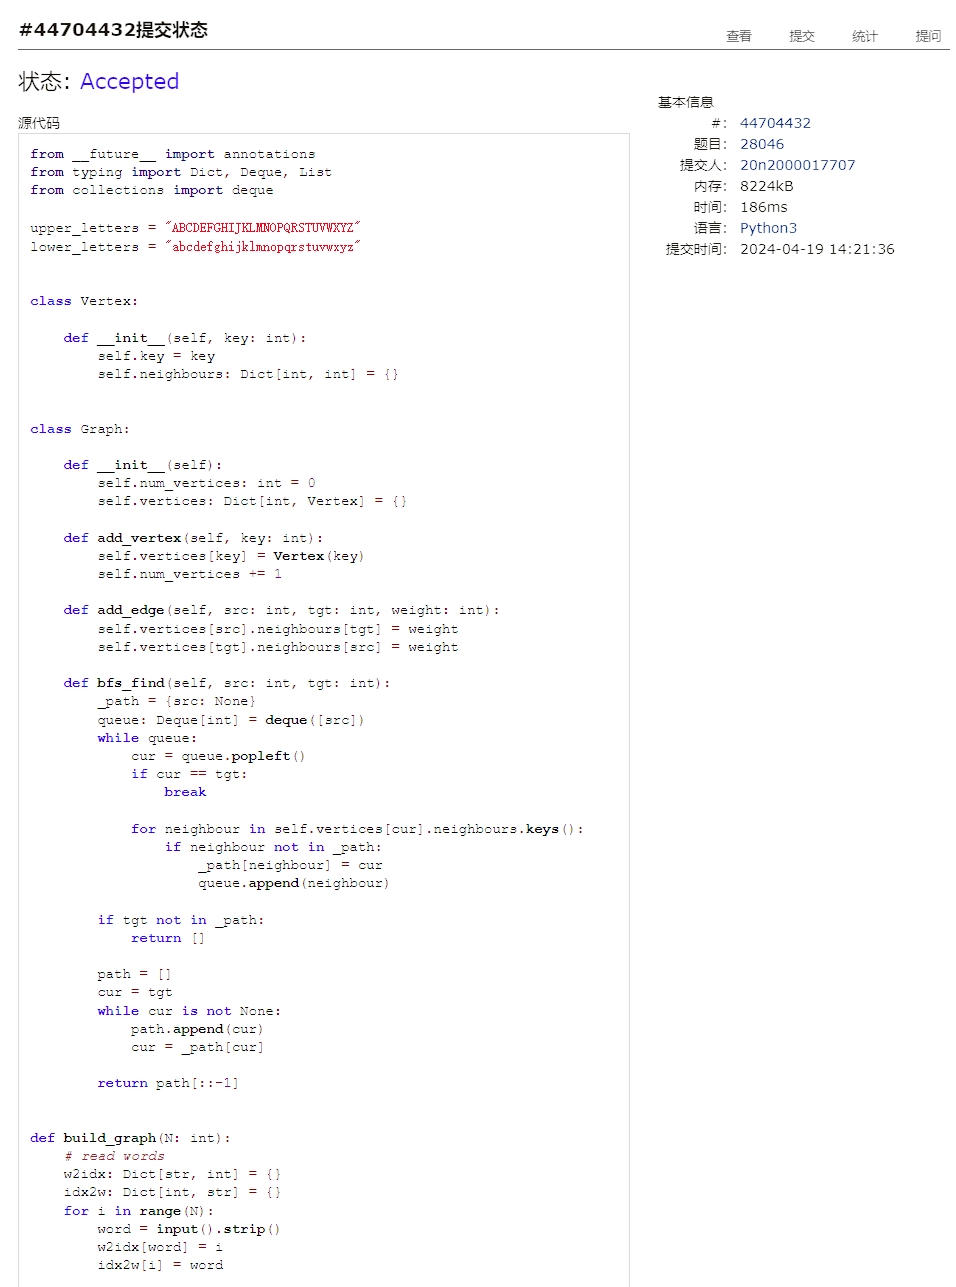 #44704432提交状态
查看 提交 统计 提问
状态: Accepted
源代码
from __future__ import annotations
from typing import Dict, Deque, List
from collections import deque
upper_letters = "ABCDEFGHIJKLMNOPQRSTUVWXYZ"
lower_letters = "abcdefghijklmnopqrstuvwxyz"
class Vertex:
    def __init__(self, key: int):
        self.key = key
        self.neighbours: Dict[int, int] = {}
class Graph:
    def __init__(self):
        self.num_vertices: int = 0
        self.vertices: Dict[int, Vertex] = {}
    def add_vertex(self, key: int):
        self.vertices[key] = Vertex(key)
        self.num_vertices += 1
    def add_edge(self, src: int, tgt: int, weight: int):
        self.vertices[src].neighbours[tgt] = weight
        self.vertices[tgt].neighbours[src] = weight
    def bfs_find(self, src: int, tgt: int):
        _path = {src: None}
        queue: Deque[int] = deque([src])
        while queue:
            cur = queue.popleft()
            if cur == tgt:
                break
            for neighbour in self.vertices[cur].neighbours.keys():
                if neighbour not in _path:
                    _path[neighbour] = cur
                    queue.append(neighbour)
        if tgt not in _path:
            return []
        path = []
        cur = tgt
        while cur is not None:
            path.append(cur)
            cur = _path[cur]
        return path[::-1]
def build_graph(N: int):
    # read words
    w2idx: Dict[str, int] = {}
    idx2w: Dict[int, str] = {}
    for i in range(N):
        word = input().strip()
        w2idx[word] = i
        idx2w[i] = word
基本信息
#: 44704432
题目: 28046
提交人: 20n2000017707
内存: 8224kB
时间: 186ms
语言: Python3
提交时间: 2024-04-19 14:21:36